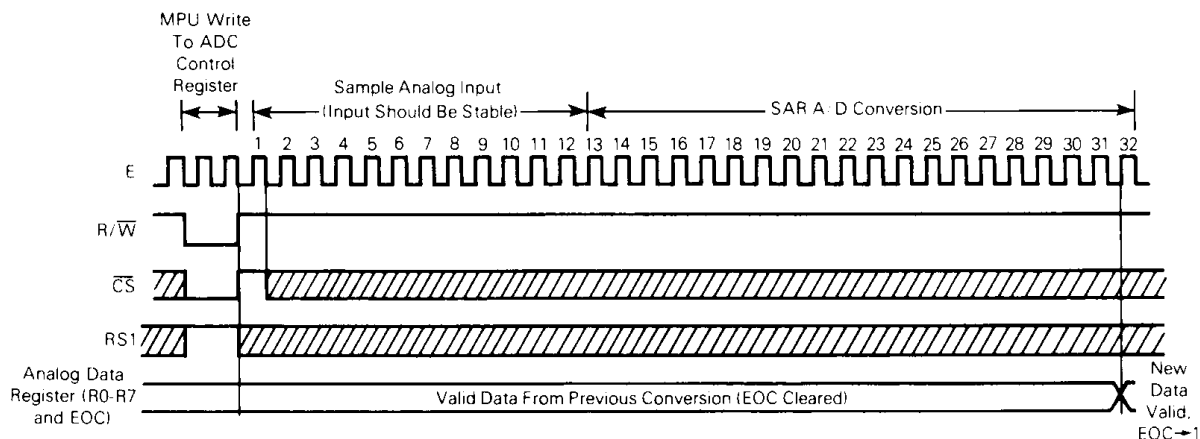 MPU Write
To ADC
Control
Register
Sample Analog Input
(Input Should Be Stable)
SAR A/D Conversion
1 2 3 4 5 6 7 8 9 10 11 12 13 14 15 16 17 18 19 20 21 22 23 24 25 26 27 28 29 30 31 32
E
R/W̅
C̅S̅
RS1
Analog Data
Register (R0-R7
and EOC)
Valid Data From Previous Conversion (EOC Cleared)
New
Data
Valid,
EOC→1